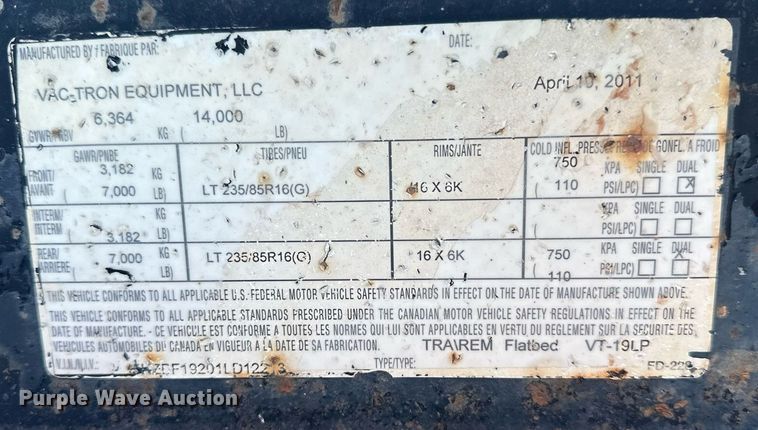 MANUFACTURED BY / FABRIQUE PAR: DATE:
VAC-TRON EQUIPMENT, LLC April 10, 2011
6,364 KG 14,000 LB)
GVWR/PNBV
GAWR/PNBE TIRES/PNEU RIMS/JANTE COLD INFL. PRESS. GONFL. A FROID
FRONT/ 3,182 KG 750 KPA SINGLE DUAL
AVANT ( 7,000 LB) LT 235/85R16(G) 16 X 6K ( 110 PSI/LPC) X
INTERM/ KG KPA SINGLE DUAL
INTERM ( LB) ( PSI/LPC)
3,182
REAR/ 7,000 KG LT 235/85R16(G) 16 X 6K 750 KPA SINGLE DUAL
ARRIERE ( LB) ( 110 PSI/LPC) X
THIS VEHICLE CONFORMS TO ALL APPLICABLE U.S. FEDERAL MOTOR VEHICLE SAFETY STANDARDS IN EFFECT ON THE DATE OF MANUFACTURE SHOWN ABOVE.
THIS VEHICLE CONFORMS TO ALL APPLICABLE STANDARDS PRESCRIBED UNDER THE CANADIAN MOTOR VEHICLE SAFETY REGULATIONS IN EFFECT ON THE
DATE OF MANUFACTURE. - CE VEHICULE EST CONFORME A TOUTES LES NORMES QUI LUI SONT APPLICABLES EN VERTU DU REGLEMENT SUR LA SECURITE DES
VEHICULES AUTOMOBILES DU CANADA EN VIGUEUR A LA DATE DE SA FABRICATION. TRAIREM Flatbed VT-19LP
V.I.N./N.I.V.: TYPE/TYPE:
Purple Wave Auction